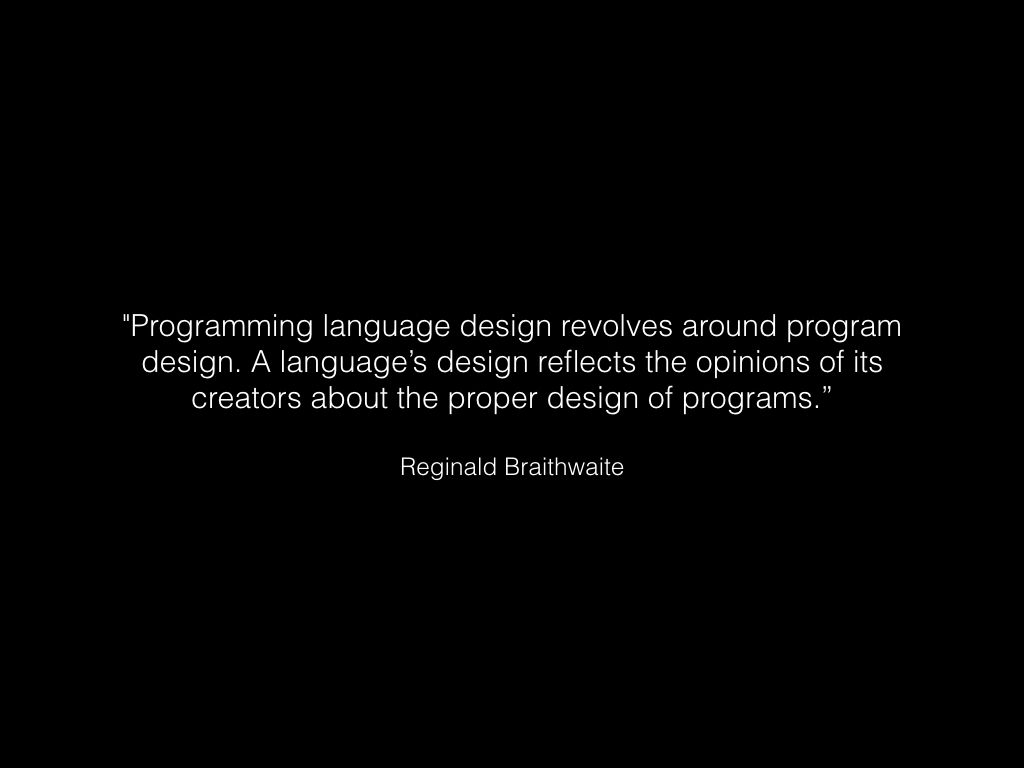 "Programming language design revolves around program
design. A language’s design reflects the opinions of its
creators about the proper design of programs.”
Reginald Braithwaite